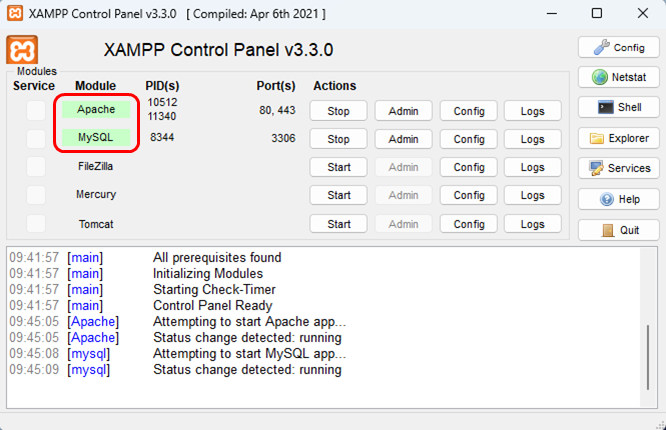 XAMPP Control Panel v3.3.0 [ Compiled: Apr 6th 2021 ]
XAMPP Control Panel v3.3.0
Config
Modules
Service Module PID(s) Port(s) Actions
Netstat
Apache 10512 11340 80, 443 Stop Admin Config Logs
Shell
MySQL 8344 3306 Stop Admin Config Logs
Explorer
FileZilla Start Admin Config Logs
Services
Mercury Start Admin Config Logs
Help
Tomcat Start Admin Config Logs
Quit
09:41:57 [main] All prerequisites found
09:41:57 [main] Initializing Modules
09:41:57 [main] Starting Check-Timer
09:41:57 [main] Control Panel Ready
09:45:05 [Apache] Attempting to start Apache app...
09:45:05 [Apache] Status change detected: running
09:45:08 [mysql] Attempting to start MySQL app...
09:45:09 [mysql] Status change detected: running